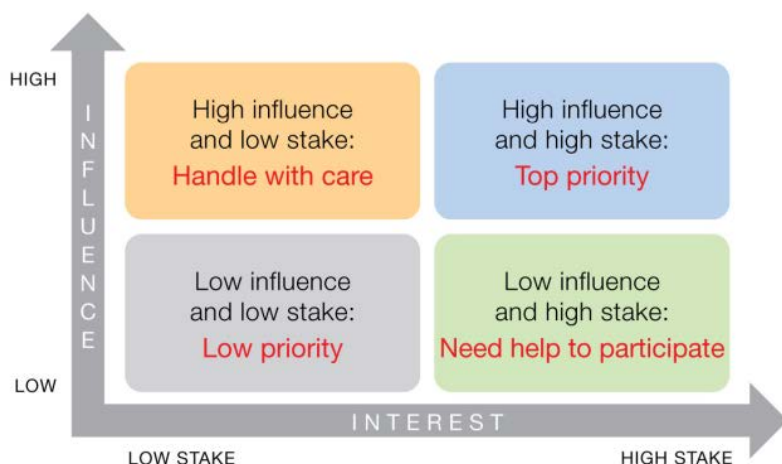 HIGH
INFLUENCE
High influence
and low stake:
Handle with care
High influence
and high stake:
Top priority
Low influence
and low stake:
Low priority
Low influence
and high stake:
Need help to participate
LOW
INTEREST
LOW STAKE
HIGH STAKE